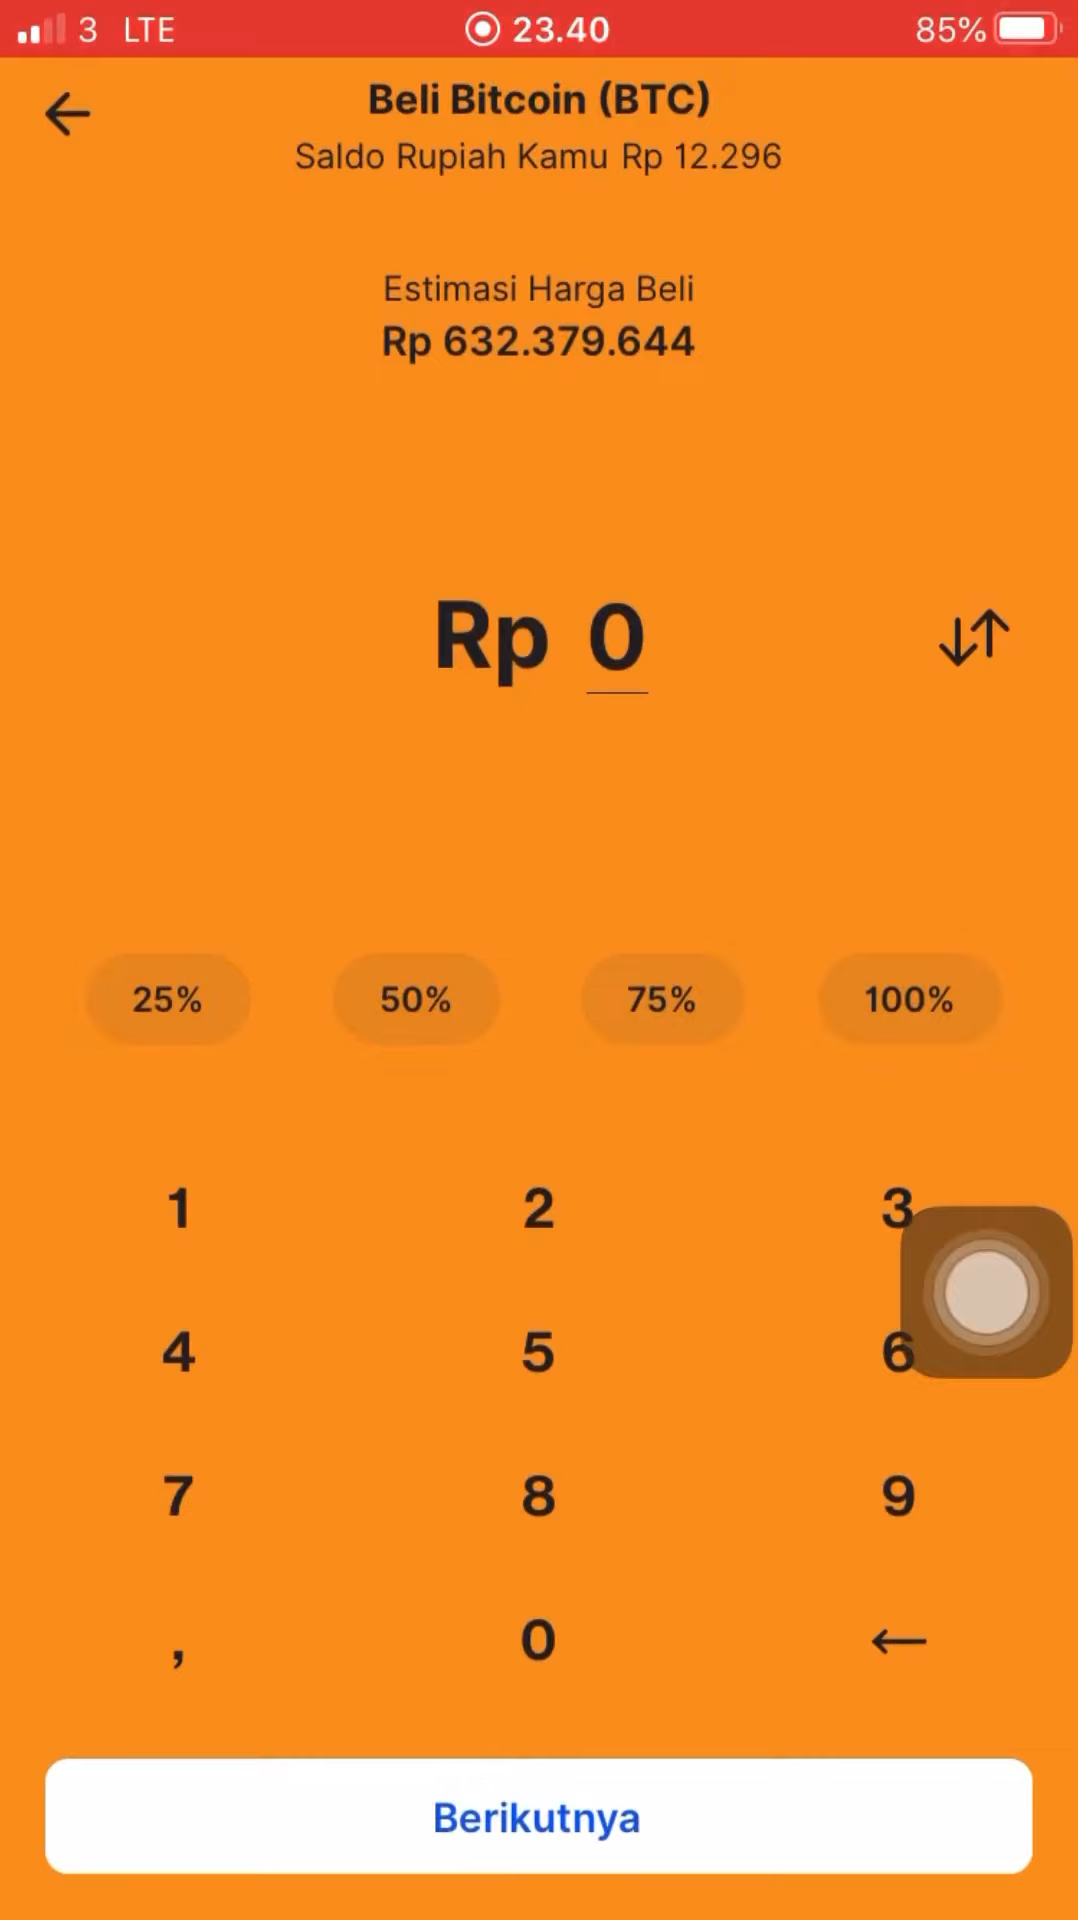 3 LTE 23.40 85%
Beli Bitcoin (BTC)
Saldo Rupiah Kamu Rp 12.296
Estimasi Harga Beli
Rp 632.379.644
Rp 0
25% 50% 75% 100%
1 2 3
4 5 6
7 8 9
, 0
Berikutnya